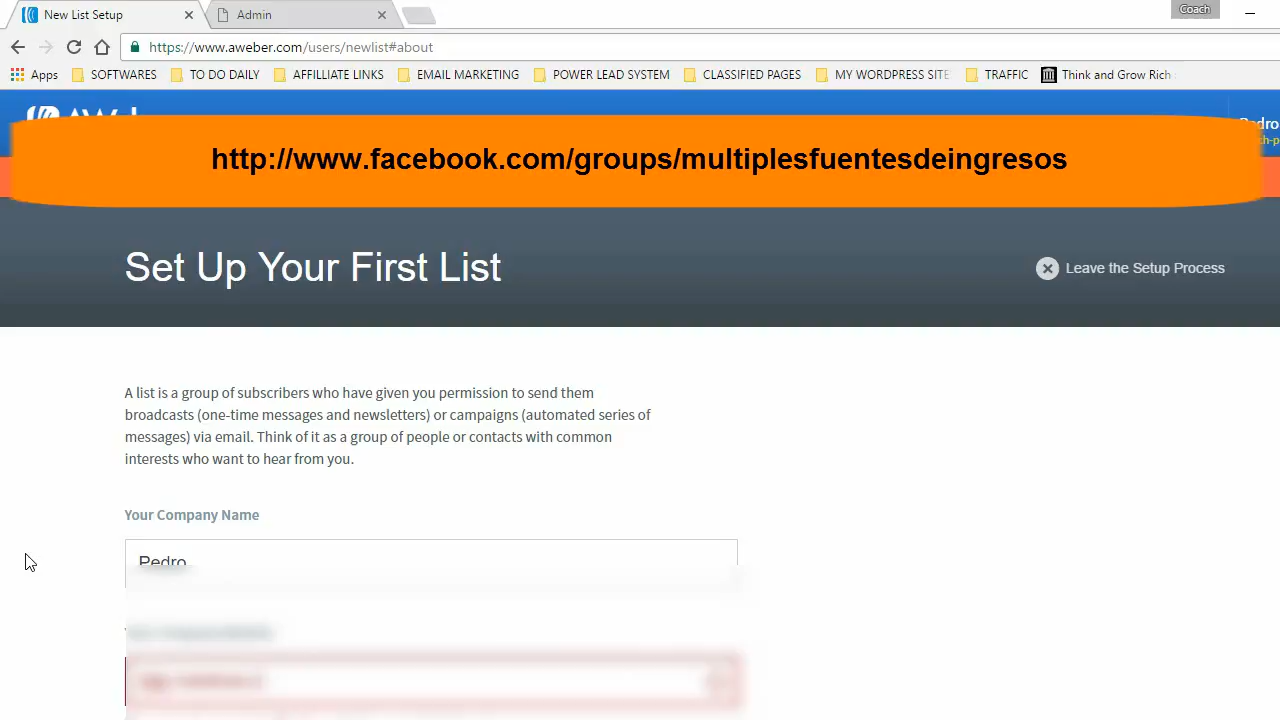 New List Setup
Admin
Coach
https://www.aweber.com/users/newlist#about
Apps SOFTWARES TO DO DAILY AFFILLIATE LINKS EMAIL MARKETING POWER LEAD SYSTEM CLASSIFIED PAGES MY WORDPRESS SITE TRAFFIC Think and Grow Rich
http://www.facebook.com/groups/multiplesfuentesdeingresos
Set Up Your First List
Leave the Setup Process
A list is a group of subscribers who have given you permission to send them
broadcasts (one-time messages and newsletters) or campaigns (automated series of
messages) via email. Think of it as a group of people or contacts with common
interests who want to hear from you.
Your Company Name
Pedro